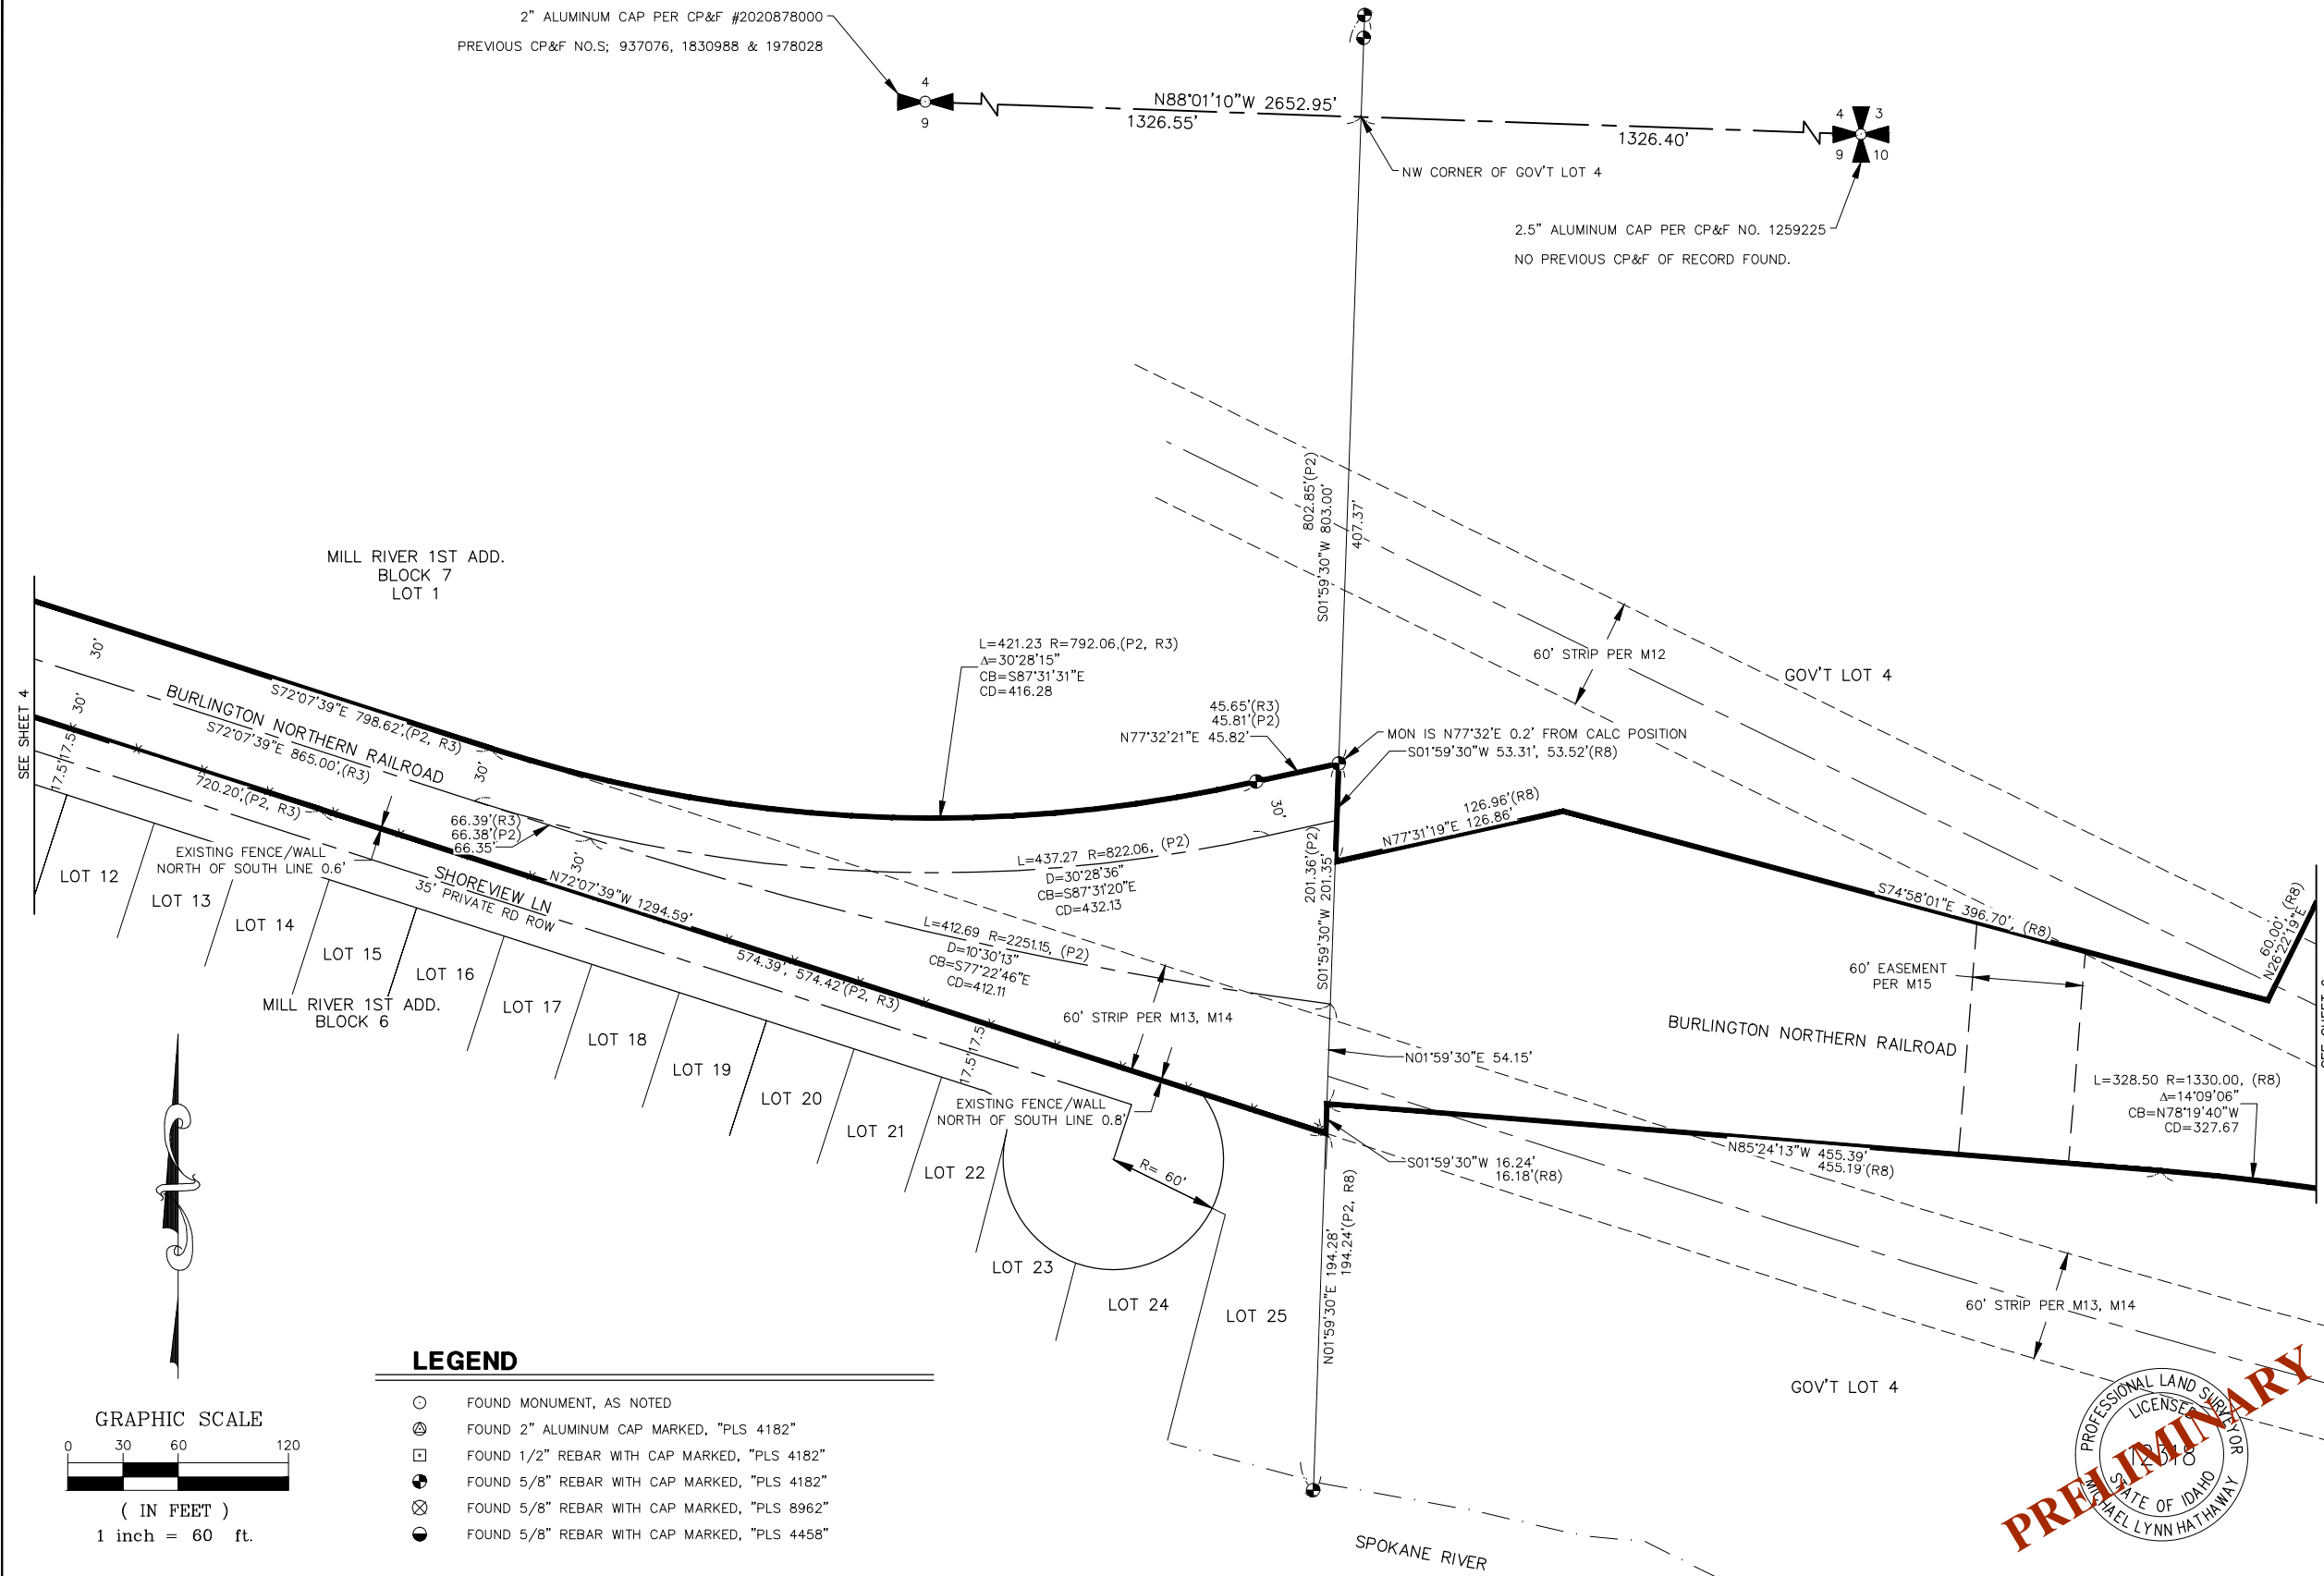 2" ALUMINUM CAP PER CP&F #2020878000
PREVIOUS CP&F NO.S; 937076, 1830988 & 1978028
4
9
N88°01'10"W 2652.95'
1326.55'
1326.40'
4 3
9 10
NW CORNER OF GOV'T LOT 4
2.5" ALUMINUM CAP PER CP&F NO. 1259225
NO PREVIOUS CP&F OF RECORD FOUND.
802.85'(P2)
S01°59'30"W 803.00'
407.37'
MILL RIVER 1ST ADD.
BLOCK 7
LOT 1
L=421.23 R=792.06,(P2, R3)
Δ=30°28'15"
CB=S87°31'31"E
CD=416.28
60' STRIP PER M12
GOV'T LOT 4
45.65'(R3)
45.81'(P2)
N77°32'21"E 45.82'
MON IS N77°32'E 0.2' FROM CALC POSITION
S01°59'30"W 53.31', 53.52'(R8)
SEE SHEET 4
30'
30'
S72°07'39"E 798.62',(P2, R3)
BURLINGTON NORTHERN RAILROAD
S72°07'39"E 865.00',(R3)
30'
30'
30'
17.5'
17.5'
720.20',(P2, R3)
66.39'(R3)
66.38'(P2)
66.35'
EXISTING FENCE/WALL
NORTH OF SOUTH LINE 0.6'
SHOREVIEW LN
35' PRIVATE RD ROW
N72°07'39"W 1294.59'
574.39', 574.42'(P2, R3)
L=437.27 R=822.06, (P2)
D=30°28'36"
CB=S87°31'20"E
CD=432.13
L=412.69 R=2251.15, (P2)
D=10°30'13"
CB=S77°22'46"E
CD=412.11
201.36'(P2)
S01°59'30"W 201.35'
126.96'(R8)
N77°31'19"E 126.86'
S74°58'01"E 396.70', (R8)
60.00', (R8)
N26°22'19"E
60' EASEMENT
PER M15
LOT 12
LOT 13
LOT 14
LOT 15
LOT 16
LOT 17
LOT 18
LOT 19
LOT 20
LOT 21
LOT 22
LOT 23
LOT 24
LOT 25
MILL RIVER 1ST ADD.
BLOCK 6
17.5'
17.5'
60' STRIP PER M13, M14
EXISTING FENCE/WALL
NORTH OF SOUTH LINE 0.8'
R= 60'
N01°59'30"E 54.15'
BURLINGTON NORTHERN RAILROAD
L=328.50 R=1330.00, (R8)
Δ=14°09'06"
CB=N78°19'40"W
CD=327.67
S01°59'30"W 16.24'
16.18'(R8)
N85°24'13"W 455.39'
455.19'(R8)
N01°59'30"E 194.28'
194.24'(P2, R8)
60' STRIP PER M13, M14
GOV'T LOT 4
SPOKANE RIVER
GRAPHIC SCALE
0 30 60 120
( IN FEET )
1 inch = 60 ft.
LEGEND
FOUND MONUMENT, AS NOTED
FOUND 2" ALUMINUM CAP MARKED, "PLS 4182"
FOUND 1/2" REBAR WITH CAP MARKED, "PLS 4182"
FOUND 5/8" REBAR WITH CAP MARKED, "PLS 4182"
FOUND 5/8" REBAR WITH CAP MARKED, "PLS 8962"
FOUND 5/8" REBAR WITH CAP MARKED, "PLS 4458"
PROFESSIONAL LAND SURVEYOR
LICENSED
12318
STATE OF IDAHO
MICHAEL LYNN HATHAWAY
PRELIMINARY